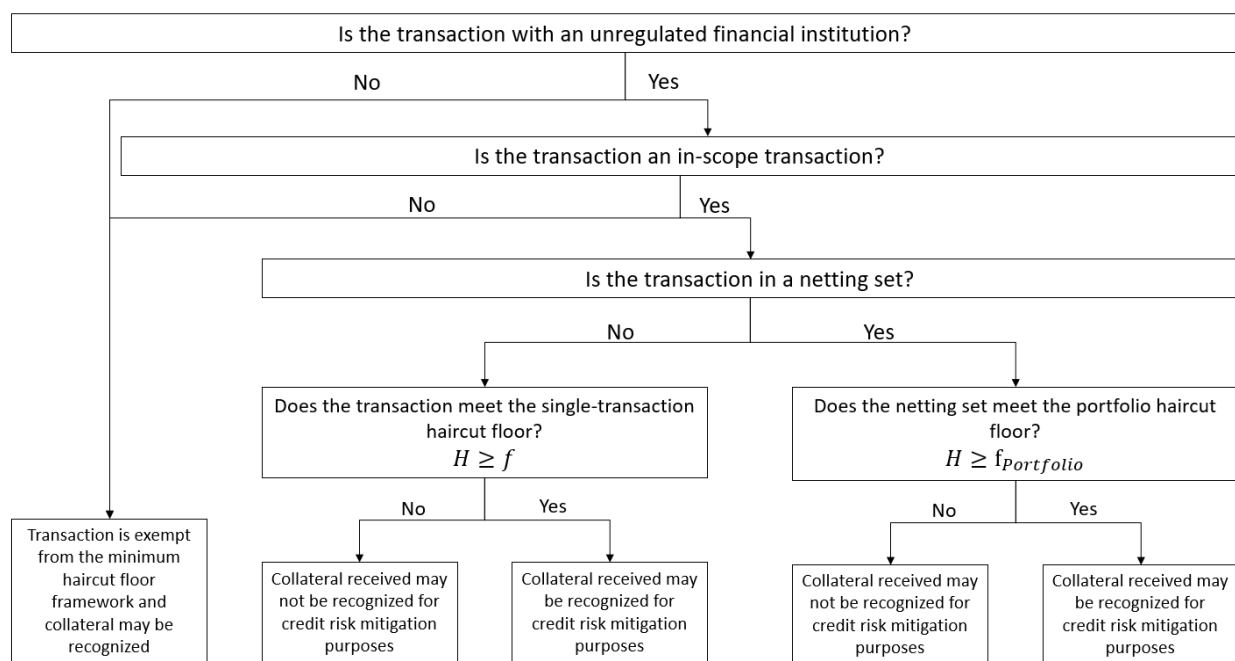 Is the transaction with an unregulated financial institution?
No
Yes
Is the transaction an in-scope transaction?
No
Yes
Is the transaction in a netting set?
No
Yes
Does the transaction meet the single-transaction
haircut floor?
H ≥ f
Does the netting set meet the portfolio haircut
floor?
H ≥ f_Portfolio
No
Yes
No
Yes
Transaction is exempt
from the minimum
haircut floor
framework and
collateral may be
recognized
Collateral received may
not be recognized for
credit risk mitigation
purposes
Collateral received may
be recognized for
credit risk mitigation
purposes
Collateral received may
not be recognized for
credit risk mitigation
purposes
Collateral received may
be recognized for
credit risk mitigation
purposes